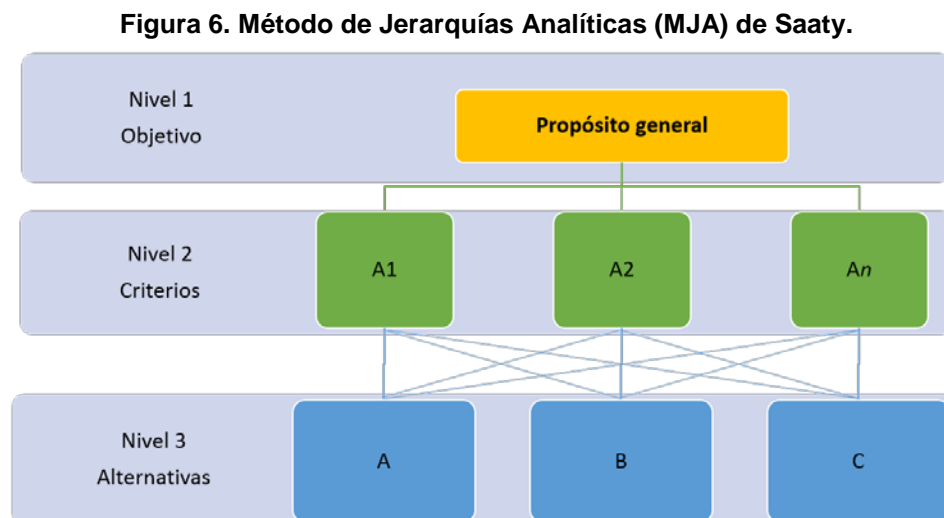 Figura 6. Método de Jerarquías Analíticas (MJA) de Saaty.
Nivel 1
Objetivo
Propósito general
Nivel 2
Criterios
A1
A2
An
Nivel 3
Alternativas
A
B
C